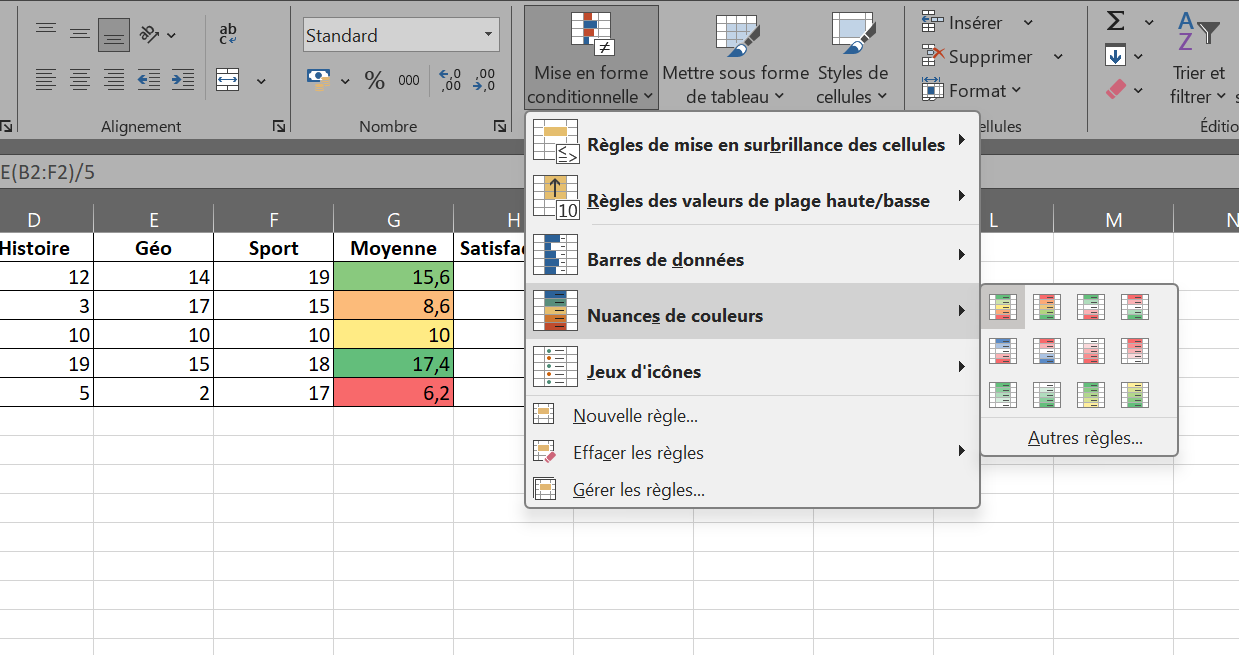 ab
c
Standard
% 000 ,0 ,00 ,00 ,0
Alignement
Nombre
Mise en forme
conditionnelle
Mettre sous forme
de tableau
Styles de
cellules
Insérer
Supprimer
Format
ellules
Σ
A
Z
Trier et
filtrer
s
Éditio
E(B2:F2)/5
D E F G H L M N
Histoire Géo Sport Moyenne Satisfa
12 14 19 15,6
3 17 15 8,6
10 10 10 10
19 15 18 17,4
5 2 17 6,2
Règles de mise en surbrillance des cellules
10
Règles des valeurs de plage haute/basse
Barres de données
Nuances de couleurs
Jeux d'icônes
Nouvelle règle...
Effacer les règles
Gérer les règles...
Autres règles...